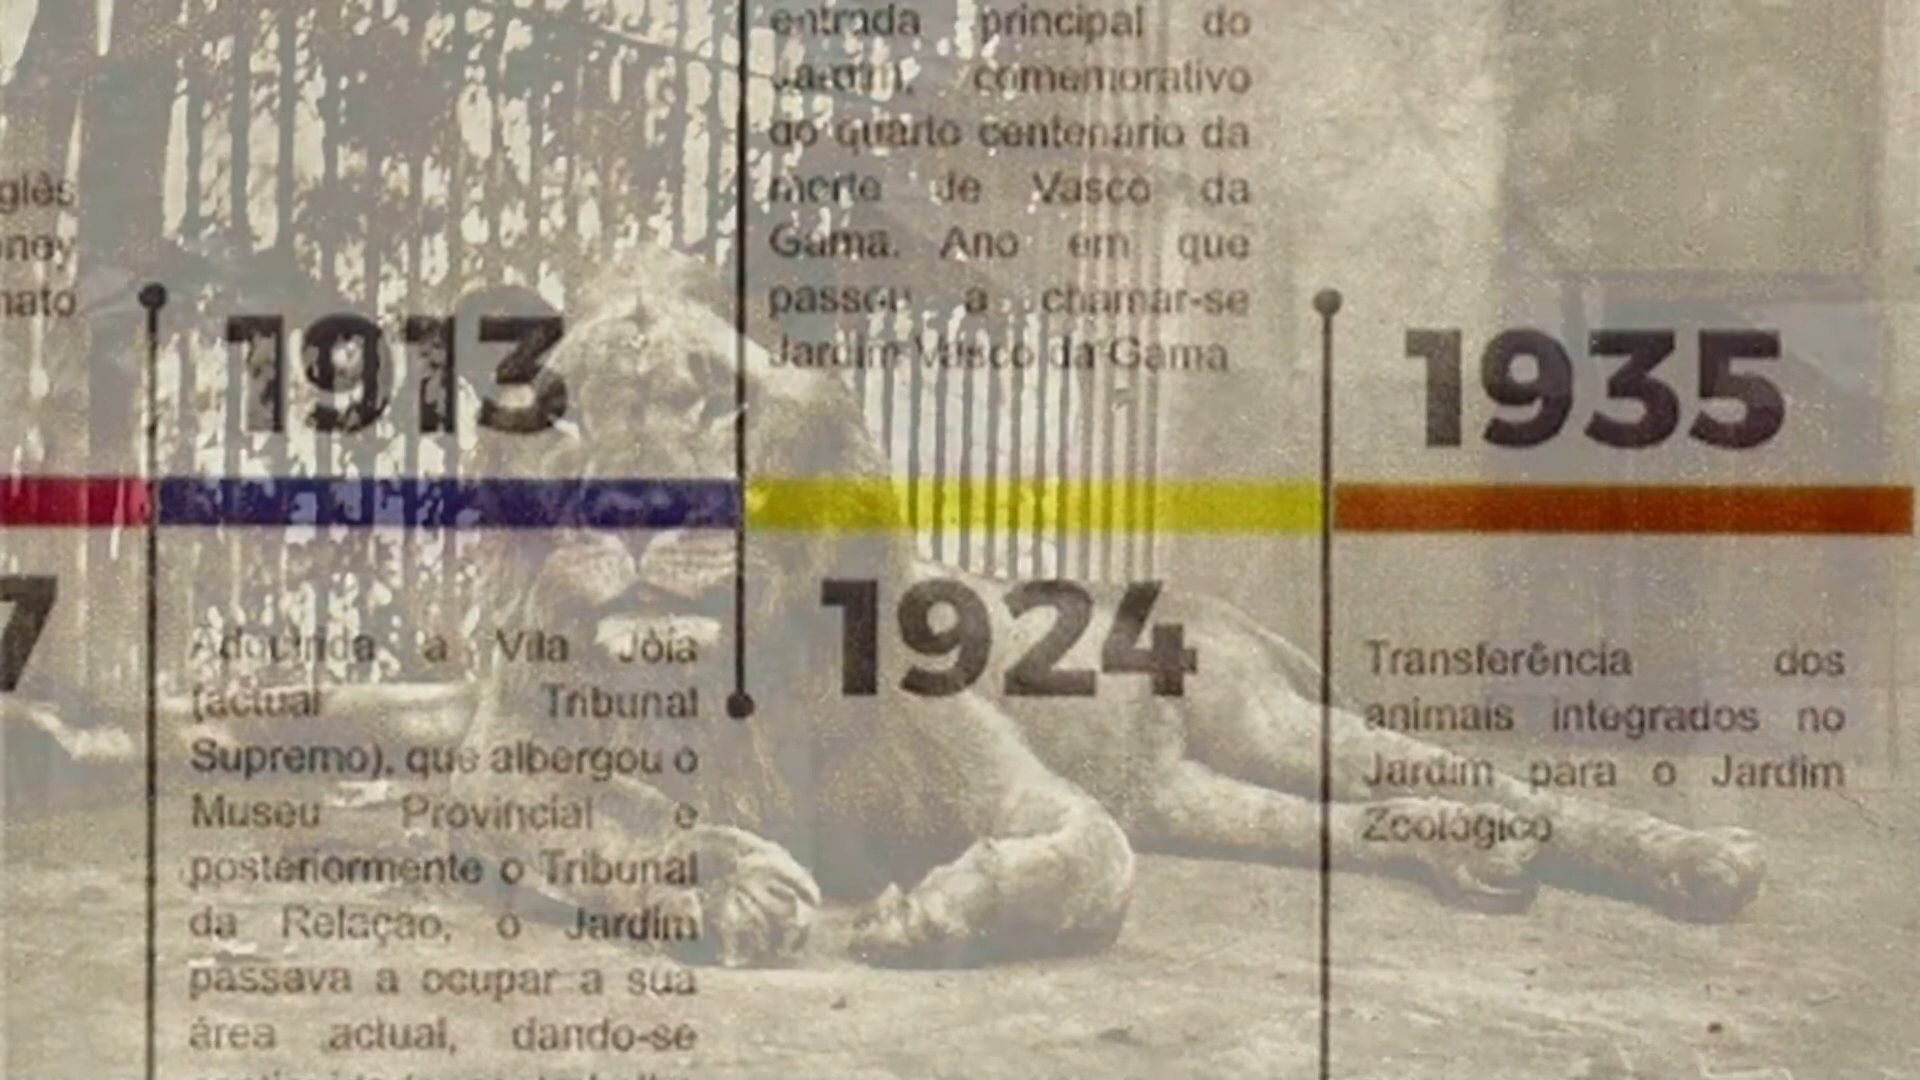 glês
ney
nato
7
1913
Adquirida a Vila Jóia
(actual Tribunal
Supremo), que albergou o
Museu Provincial e
posteriormente o Tribunal
da Relação, o Jardim
passava a ocupar a sua
área actual, dando-se
entrada principal do
Jardim, comemorativo
do quarto centenário da
morte de Vasco da
Gama. Ano em que
passou a chamar-se
Jardim Vasco da Gama
1924
1935
Transferência dos
animais integrados no
Jardim para o Jardim
Zoológico